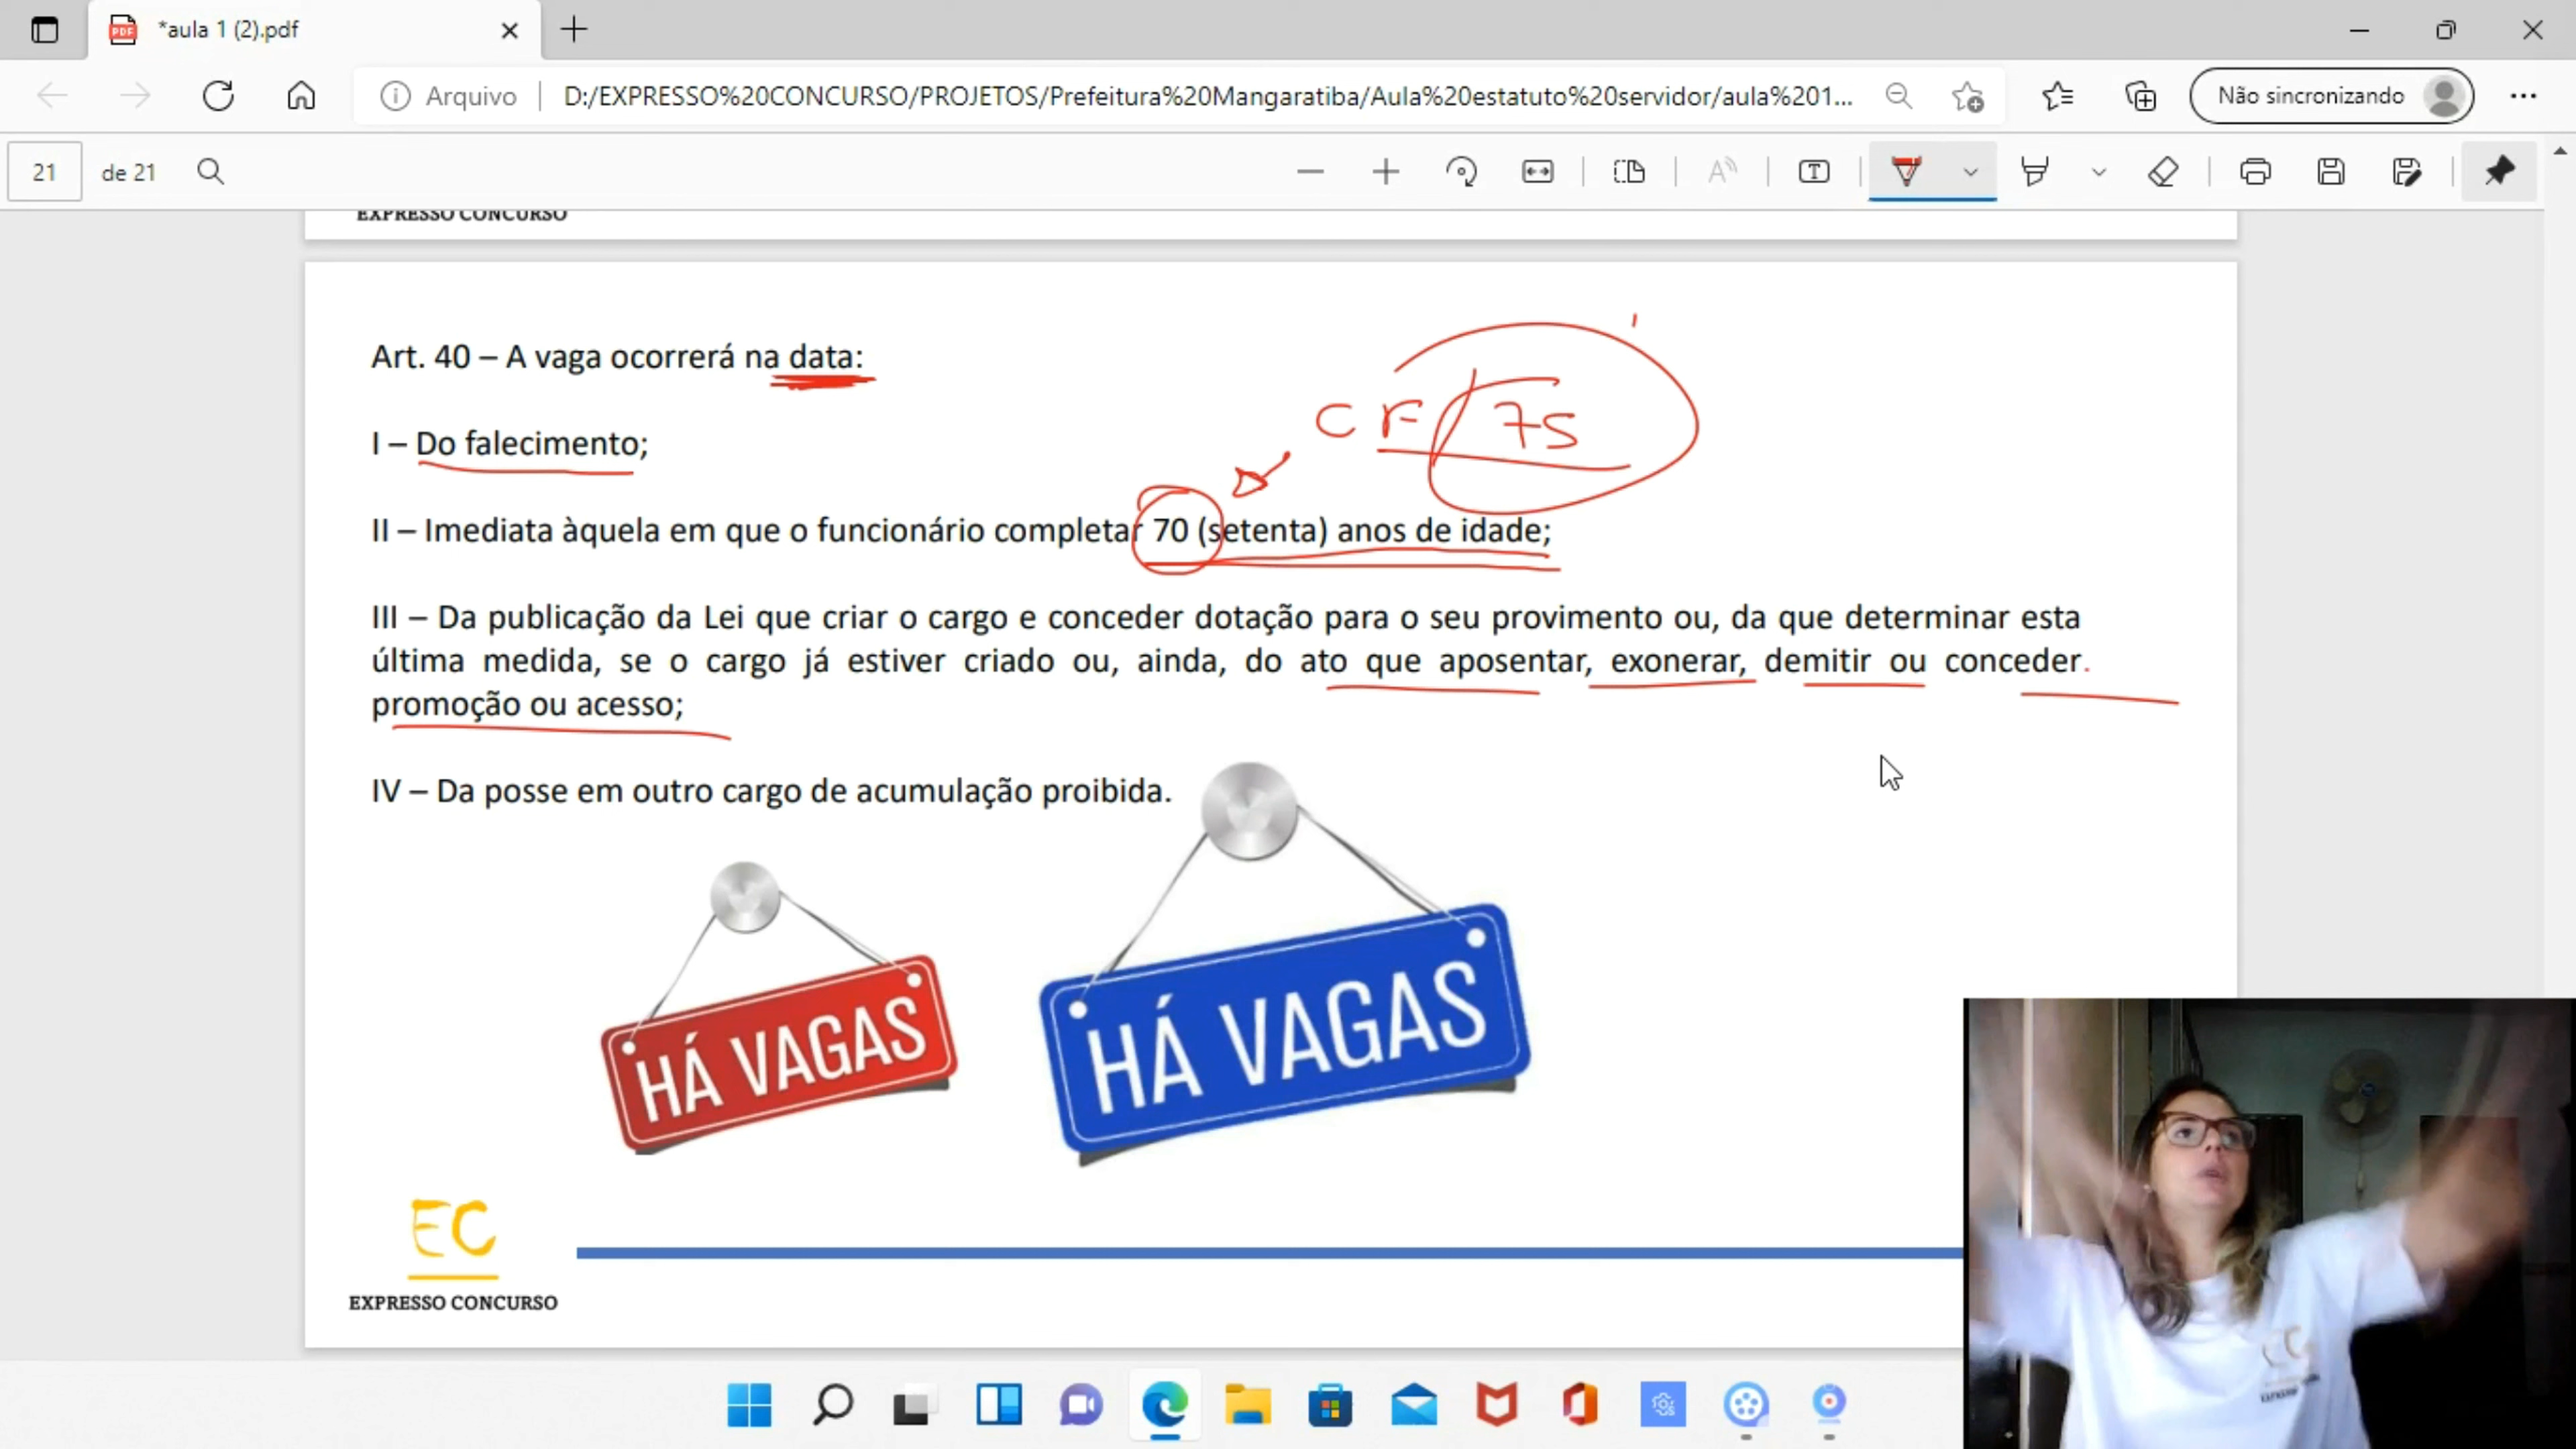 *aula 1 (2).pdf
Arquivo
D:/EXPRESSO%20CONCURSO/PROJETOS/Prefeitura%20Mangaratiba/Aula%20estatuto%20servidor/aula%201...
Não sincronizando
21 de 21
EXPRESSO CONCURSO
Art. 40 – A vaga ocorrerá na data:
CF 75
I – Do falecimento;
II – Imediata àquela em que o funcionário completar 70 (setenta) anos de idade;
III – Da publicação da Lei que criar o cargo e conceder dotação para o seu provimento ou, da que determinar esta
última medida, se o cargo já estiver criado ou, ainda, do ato que aposentar, exonerar, demitir ou conceder.
promoção ou acesso;
IV – Da posse em outro cargo de acumulação proibida.
HÁ VAGAS
HÁ VAGAS
EC
EXPRESSO CONCURSO
EC